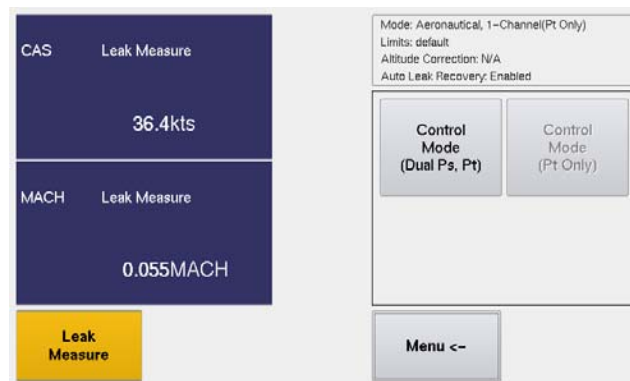 CAS Leak Measure
36.4kts
MACH Leak Measure
0.055MACH
Leak
Measure
Mode: Aeronautical, 1-Channel(Pt Only)
Limits: default
Altitude Correction: N/A
Auto Leak Recovery: Enabled
Control
Mode
(Dual Ps, Pt)
Control
Mode
(Pt Only)
Menu <-